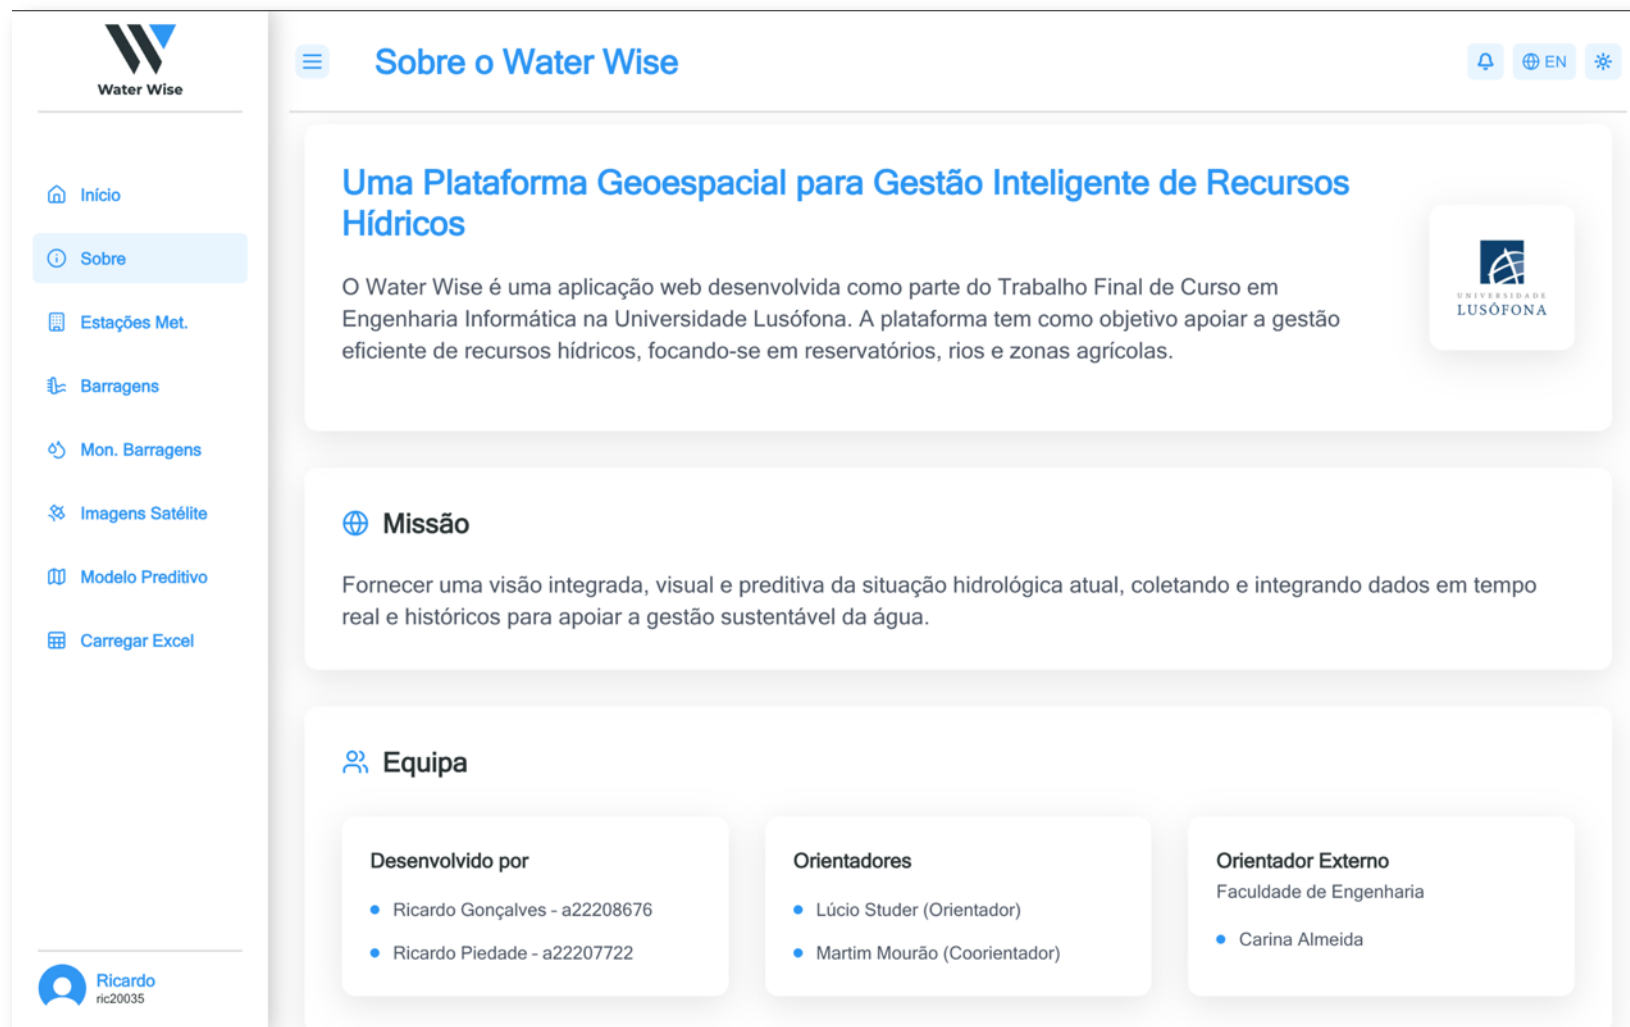 Water Wise
Sobre o Water Wise
EN
Início
Sobre
Estações Met.
Barragens
Mon. Barragens
Imagens Satélite
Modelo Preditivo
Carregar Excel
Ricardo
ric20035
Uma Plataforma Geoespacial para Gestão Inteligente de Recursos
Hídricos
O Water Wise é uma aplicação web desenvolvida como parte do Trabalho Final de Curso em
Engenharia Informática na Universidade Lusófona. A plataforma tem como objetivo apoiar a gestão
eficiente de recursos hídricos, focando-se em reservatórios, rios e zonas agrícolas.
UNIVERSIDADE
LUSÓFONA
Missão
Fornecer uma visão integrada, visual e preditiva da situação hidrológica atual, coletando e integrando dados em tempo
real e históricos para apoiar a gestão sustentável da água.
Equipa
Desenvolvido por
Ricardo Gonçalves - a22208676
Ricardo Piedade - a22207722
Orientadores
Lúcio Studer (Orientador)
Martim Mourão (Coorientador)
Orientador Externo
Faculdade de Engenharia
Carina Almeida